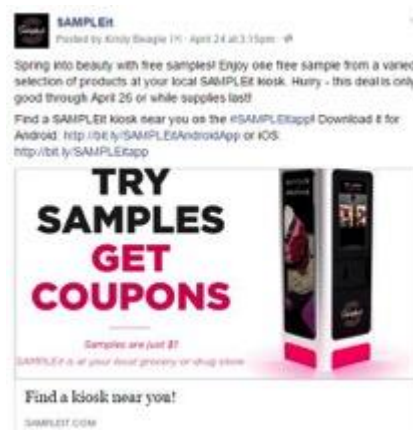 SAMPLEit
Posted by Kristy Beagle · April 24 at 3:15pm ·
Spring into beauty with free samples! Enjoy one free sample from a varied
selection of products at your local SAMPLEit kiosk. Hurry - this deal is only
good through April 26 or while supplies last!
Find a SAMPLEit kiosk near you on the #SAMPLEitapp! Download it for
Android: http://bit.ly/SAMPLEitAndroidApp or iOS:
http://bit.ly/SAMPLEitapp
TRY
SAMPLES
GET
COUPONS
Samples are just $1
SAMPLEit is at your local grocery or drug store
Find a kiosk near you!
SAMPLEIT.COM